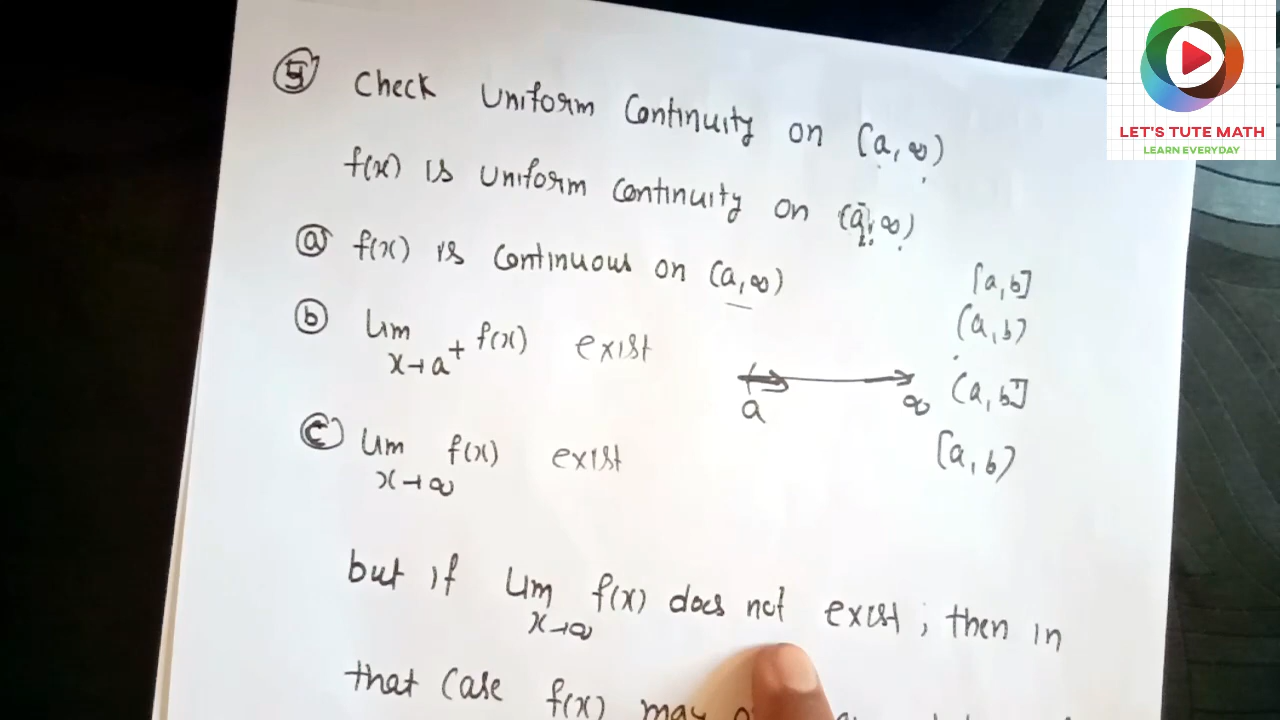 5 Check Uniform Continuity on (a, ∞)
f(x) is Uniform Continuity on (a, ∞)
(a) f(x) is Continuous on (a, ∞)
(b) lim x→a⁺ f(x) exist
(c) lim x→∞ f(x) exist
a ∞
[a, b]
(a, b)
(a, b]
[a, b)
but if lim x→∞ f(x) does not exist; then in
that Case f(x) may
LET'S TUTE MATH
LEARN EVERYDAY